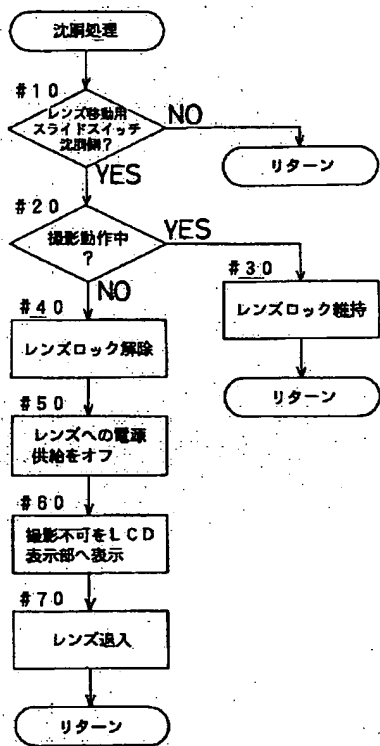 沈胴処理
#10
レンズ移動用
スライドスイッチ
沈胴側?
NO
リターン
YES
#20
撮影動作中
?
YES
#30
レンズロック維持
リターン
NO
#40
レンズロック解除
#50
レンズへの電源
供給をオフ
#60
撮影不可をLCD
表示部へ表示
#70
レンズ退入
リターン